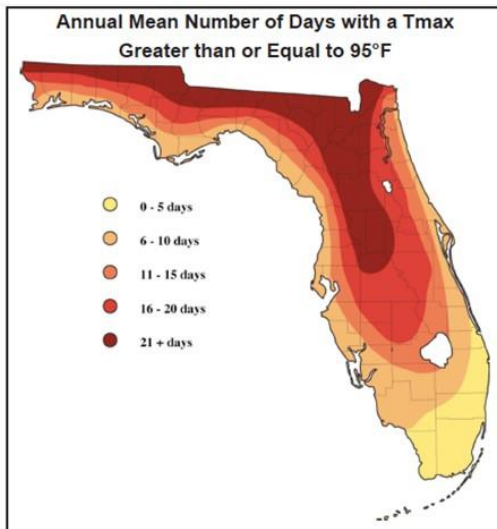 Annual Mean Number of Days with a Tmax
Greater than or Equal to 95°F
0 - 5 days
6 - 10 days
11 - 15 days
16 - 20 days
21 + days